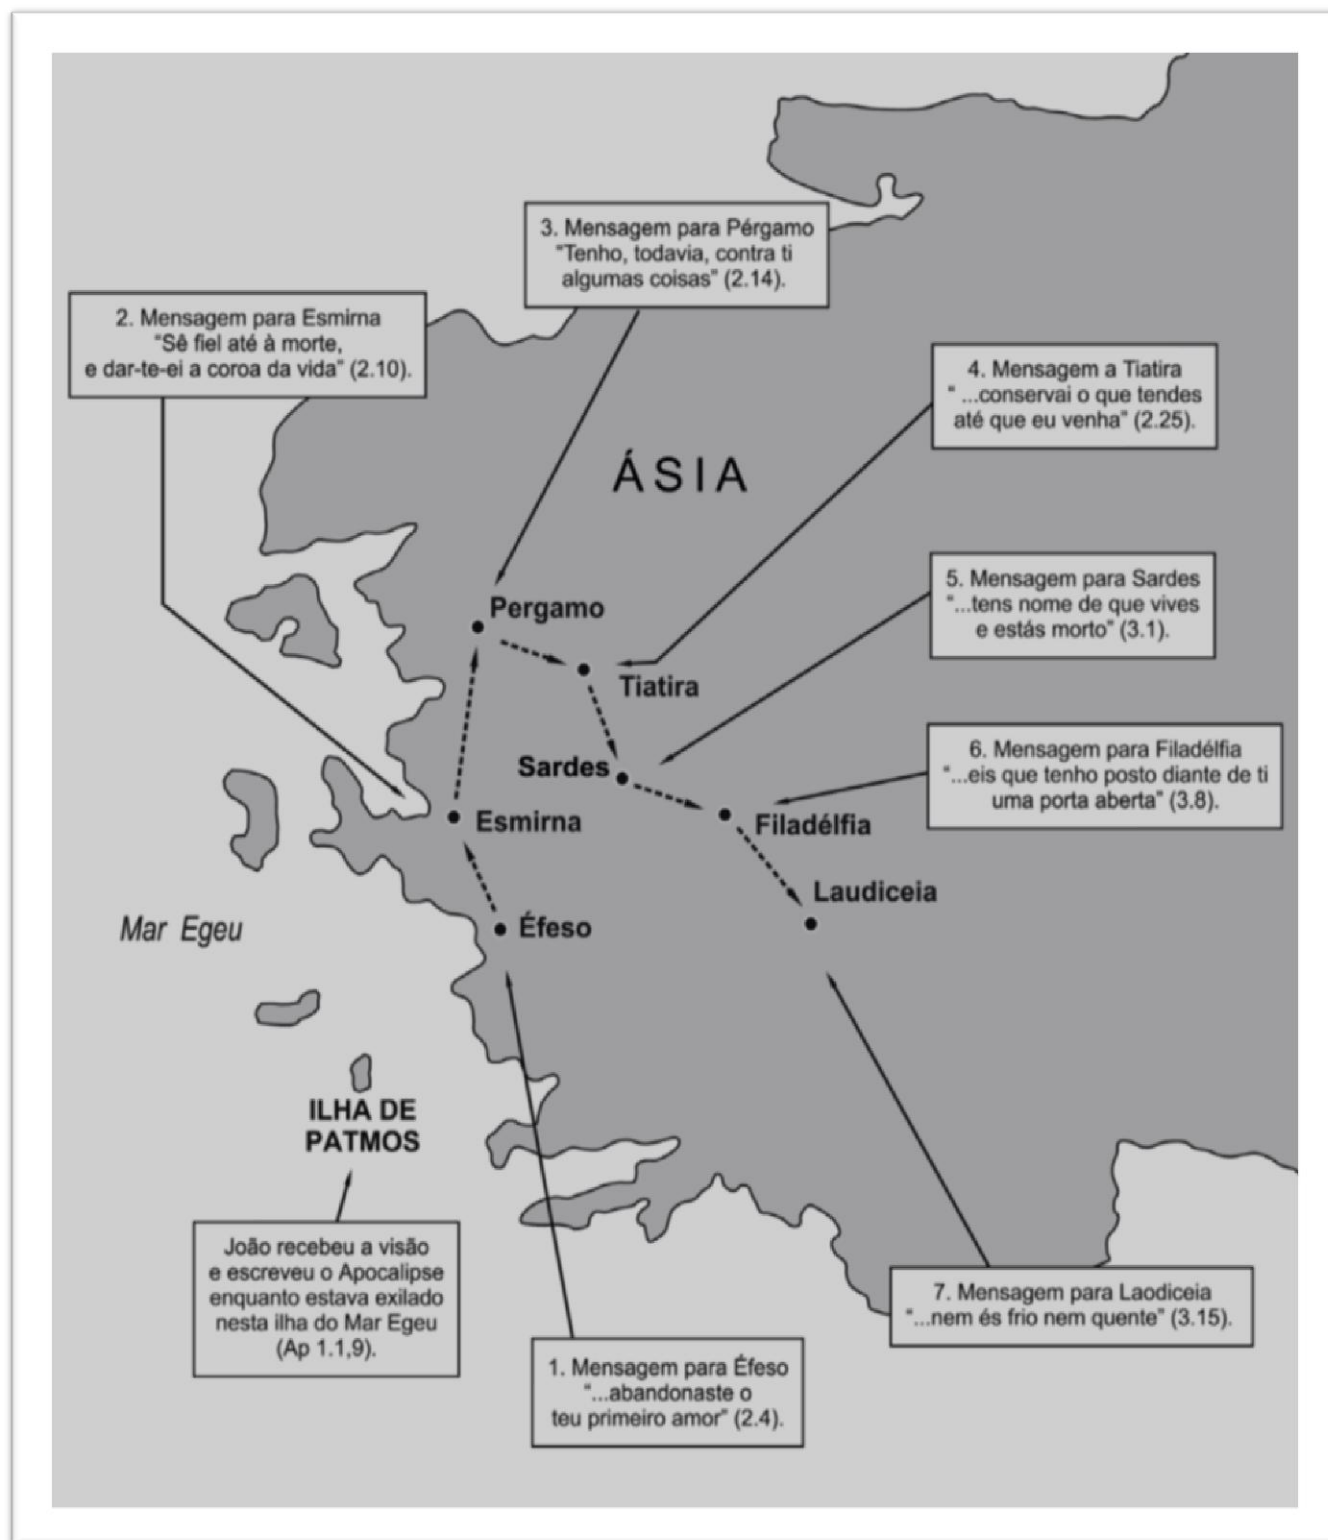 3. Mensagem para Pérgamo
"Tenho, todavia, contra ti
algumas coisas" (2.14).
2. Mensagem para Esmirna
"Sê fiel até à morte,
e dar-te-ei a coroa da vida" (2.10).
4. Mensagem a Tiatira
" ...conservai o que tendes
até que eu venha" (2.25).
ÁSIA
5. Mensagem para Sardes
"...tens nome de que vives
e estás morto" (3.1).
Pergamo
Tiatira
Sardes
6. Mensagem para Filadélfia
"...eis que tenho posto diante de ti
uma porta aberta" (3.8).
Esmirna
Filadélfia
Laudiceia
Éfeso
Mar Egeu
ILHA DE
PATMOS
João recebeu a visão
e escreveu o Apocalipse
enquanto estava exilado
nesta ilha do Mar Egeu
(Ap 1.1,9).
7. Mensagem para Laodiceia
"...nem és frio nem quente" (3.15).
1. Mensagem para Éfeso
"...abandonaste o
teu primeiro amor" (2.4).